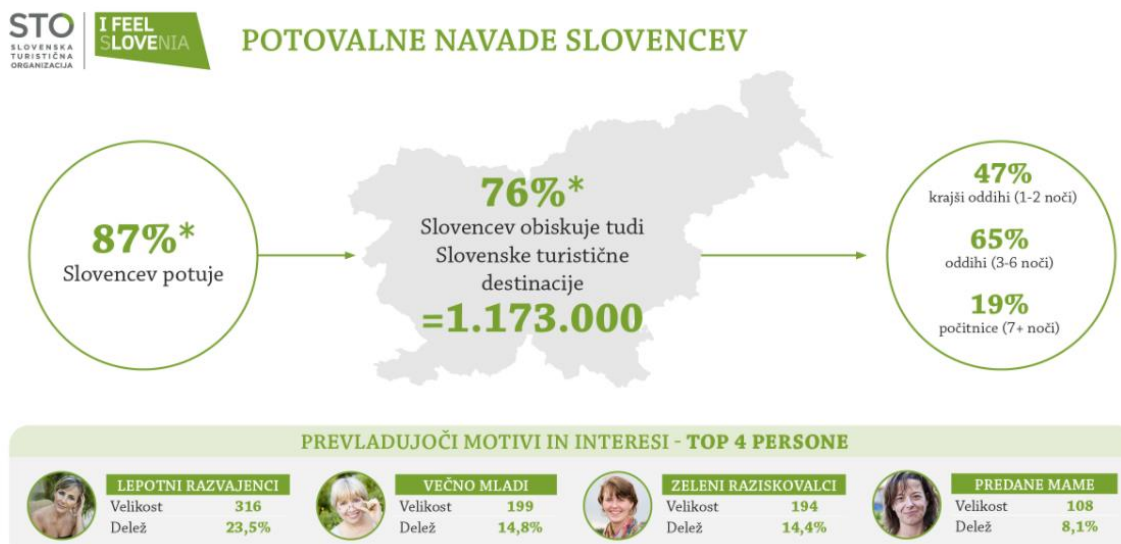 STO
SLOVENSKA
TURISTIČNA
ORGANIZACIJA
I FEEL
SLOVENIA
POTOVALNE NAVADE SLOVENCEV
87%*
Slovencev potuje
76%*
Slovencev obiskuje tudi
Slovenske turistične
destinacije
=1.173.000
47%
krajši oddihi (1-2 noči)
65%
oddihi (3-6 noči)
19%
počitnice (7+ noči)
PREVLADUJOČI MOTIVI IN INTERESI - TOP 4 PERSONE
LEPOTNI RAZVAJENCI
Velikost 316
Delež 23,5%
VEČNO MLADI
Velikost 199
Delež 14,8%
ZELENI RAZISKOVALCI
Velikost 194
Delež 14,4%
PREDANE MAME
Velikost 108
Delež 8,1%